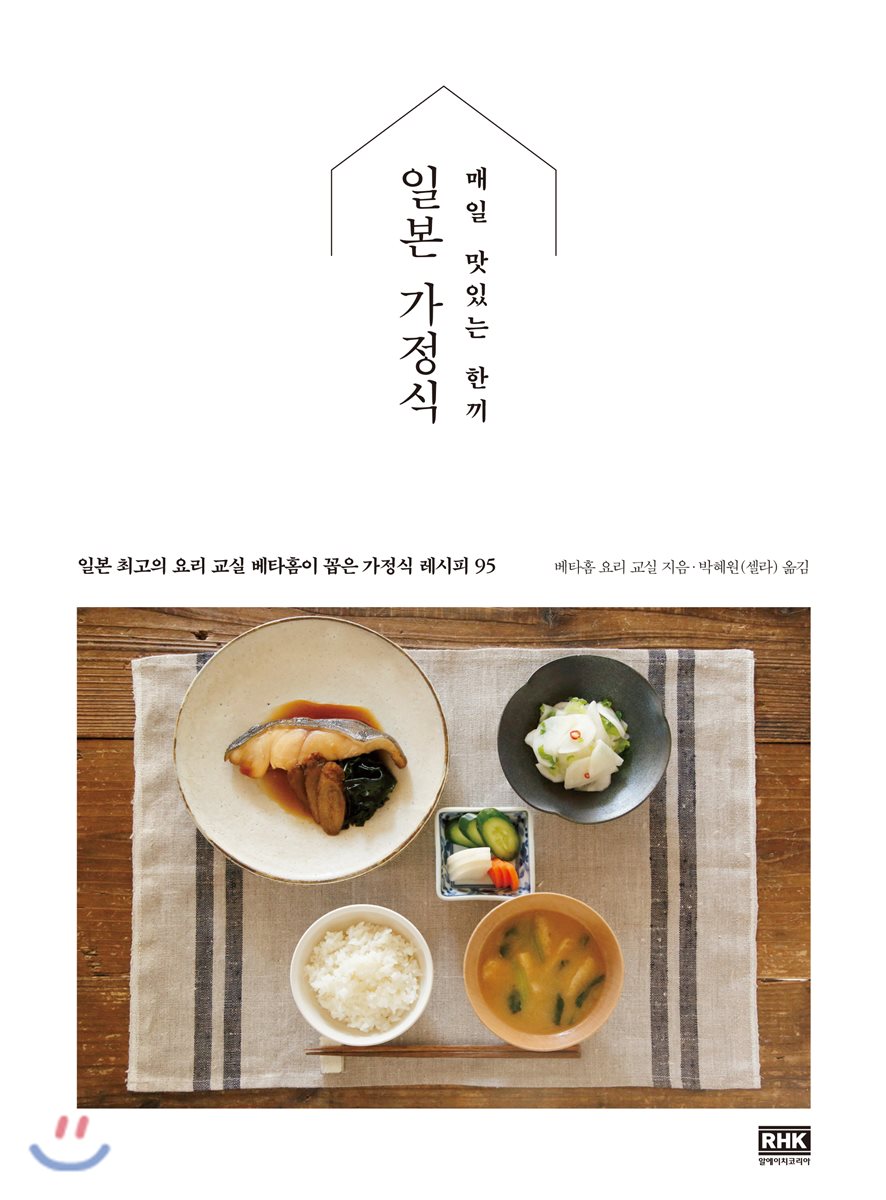 매일 맛있는 한끼
일본 가정식
일본 최고의 요리 교실 베타홈이 꼽은 가정식 레시피 95
베타홈 요리 교실 지음·박혜원(셀라) 옮김
RHK
알에이치코리아